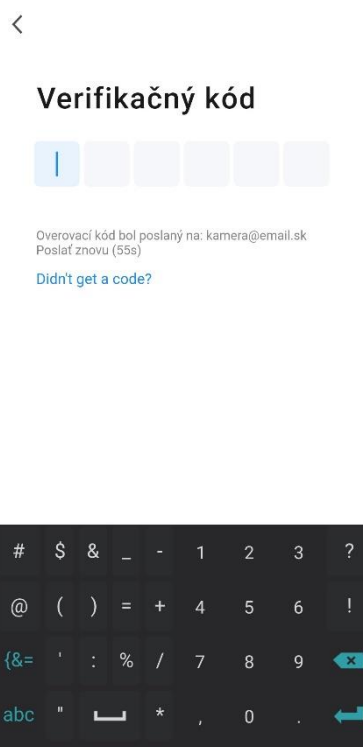 Verifikačný kód
Overovací kód bol poslaný na: kamera@email.sk
Poslať znovu (55s)
Didn't get a code?
# $ & _ - 1 2 3 ?
@ ( ) = + 4 5 6 !
{&= ' : % / 7 8 9
abc " * , 0 .